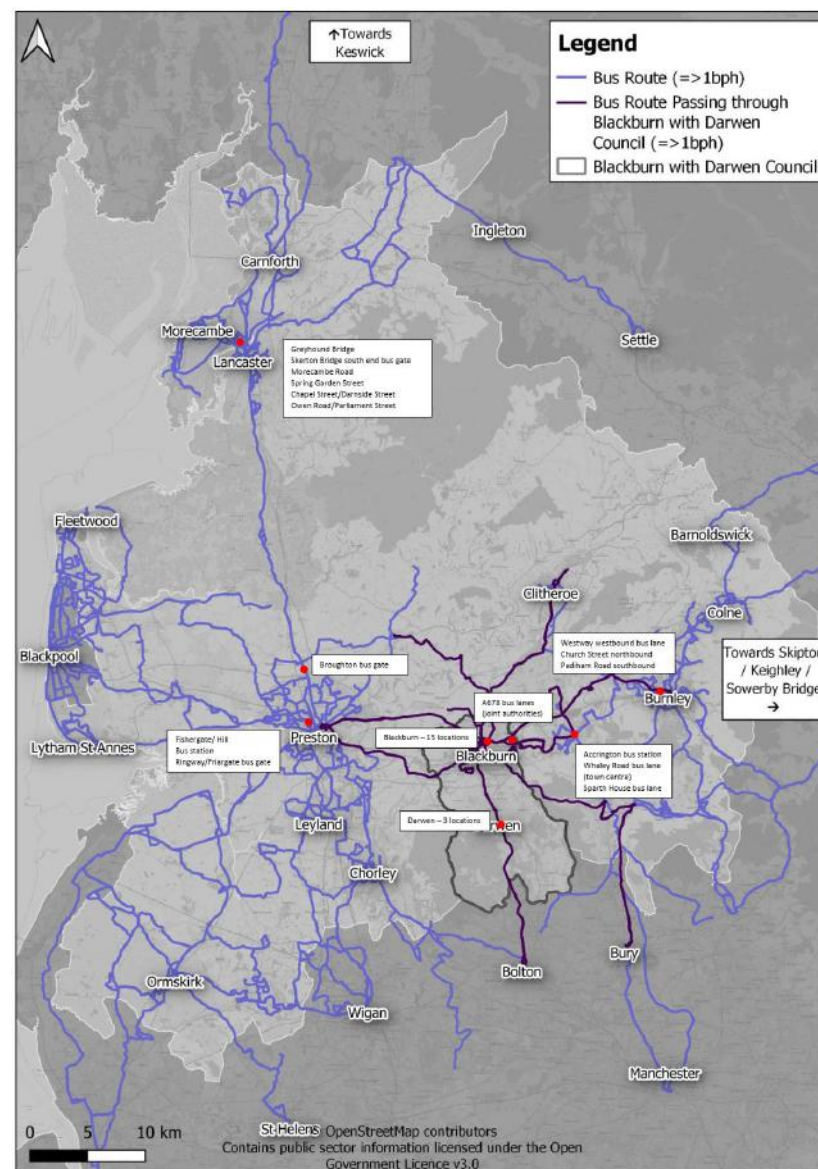 ↑Towards
Keswick
Legend
Bus Route (=>1bph)
Bus Route Passing through
Blackburn with Darwen
Council (=>1bph)
Blackburn with Darwen Council
Ingleton
Carnforth
Settle
Morecambe
Lancaster
Greyhound Bridge
Skerton Bridge south end bus gate
Morecambe Road
Spring Garden Street
Chapel Street/Damside Street
Owen Road/Parliament Street
Fleetwood
Barnoldswick
Clitheroe
Colne
Blackpool
Westway westbound bus lane
Church Street northbound
Padiham Road southbound
Towards Skipton
/ Keighley /
Sowerby Bridge
→
Broughton bus gate
Burnley
A678 bus lanes
(joint authorities)
Lytham St Annes
Fishergate/ Hill
Bus station
Ringway/Friargate bus gate
Preston
Blackburn – 15 locations
Blackburn
Accrington bus station
Whalley Road bus lane
(town centre)
Sparth House bus lane
Leyland
Darwen – 3 locations
wen
Chorley
Ormskirk
Wigan
Bolton
Bury
Manchester
St Helens
0 5 10 km
OpenStreetMap contributors
Contains public sector information licensed under the Open
Government Licence v3.0